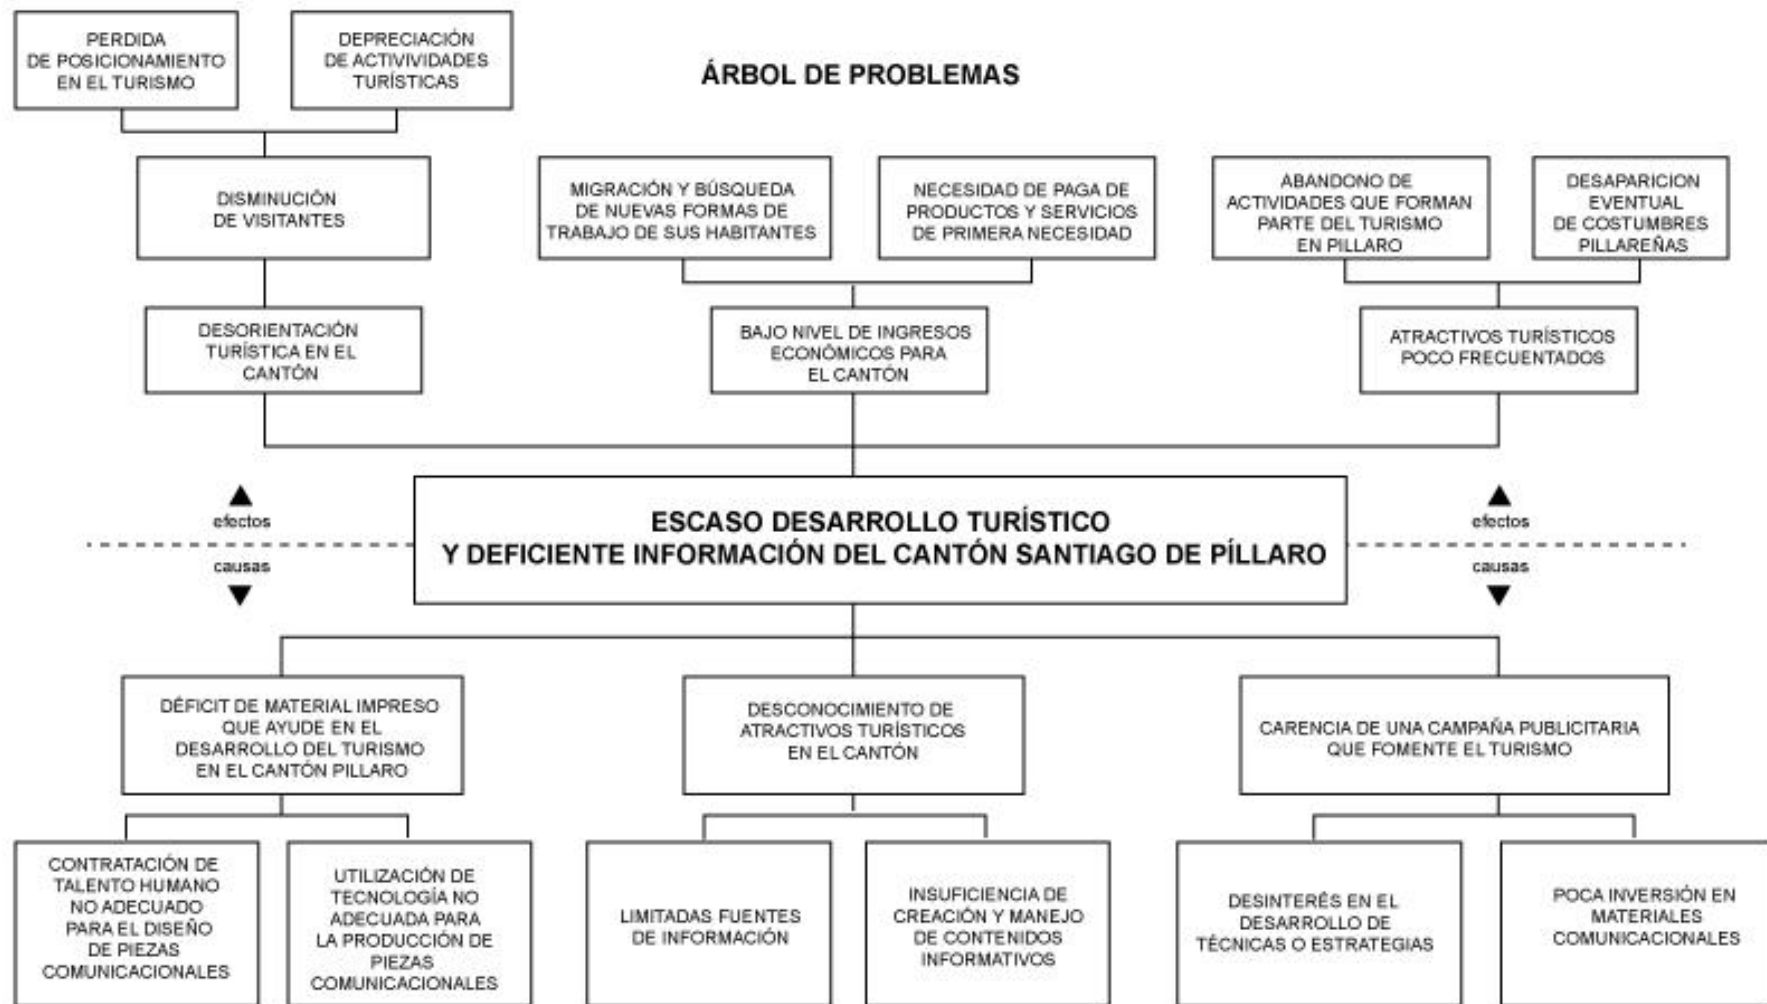 PERDIDA
DE POSICIONAMIENTO
EN EL TURISMO
DEPRECIACIÓN
DE ACTIVIVIDADES
TURÍSTICAS
ÁRBOL DE PROBLEMAS
DISMINUCIÓN
DE VISITANTES
MIGRACIÓN Y BÚSQUEDA
DE NUEVAS FORMAS DE
TRABAJO DE SUS HABITANTES
NECESIDAD DE PAGA DE
PRODUCTOS Y SERVICIOS
DE PRIMERA NECESIDAD
ABANDONO DE
ACTIVIDADES QUE FORMAN
PARTE DEL TURISMO
EN PILLARO
DESAPARICION
EVENTUAL
DE COSTUMBRES
PILLAREÑAS
DESORIENTACIÓN
TURÍSTICA EN EL
CANTÓN
BAJO NIVEL DE INGRESOS
ECONÓMICOS PARA
EL CANTÓN
ATRACTIVOS TURÍSTICOS
POCO FRECUENTADOS
efectos
causas
ESCASO DESARROLLO TURÍSTICO
Y DEFICIENTE INFORMACIÓN DEL CANTÓN SANTIAGO DE PÍLLARO
efectos
causas
DÉFICIT DE MATERIAL IMPRESO
QUE AYUDE EN EL
DESARROLLO DEL TURISMO
EN EL CANTÓN PILLARO
DESCONOCIMIENTO DE
ATRACTIVOS TURÍSTICOS
EN EL CANTÓN
CARENCIA DE UNA CAMPAÑA PUBLICITARIA
QUE FOMENTE EL TURISMO
CONTRATACIÓN DE
TALENTO HUMANO
NO ADECUADO
PARA EL DISEÑO
DE PIEZAS
COMUNICACIONALES
UTILIZACIÓN DE
TECNOLOGÍA NO
ADECUADA PARA
LA PRODUCCIÓN DE
PIEZAS
COMUNICACIONALES
LIMITADAS FUENTES
DE INFORMACIÓN
INSUFICIENCIA DE
CREACIÓN Y MANEJO
DE CONTENIDOS
INFORMATIVOS
DESINTERÉS EN EL
DESARROLLO DE
TÉCNICAS O ESTRATEGIAS
POCA INVERSIÓN EN
MATERIALES
COMUNICACIONALES